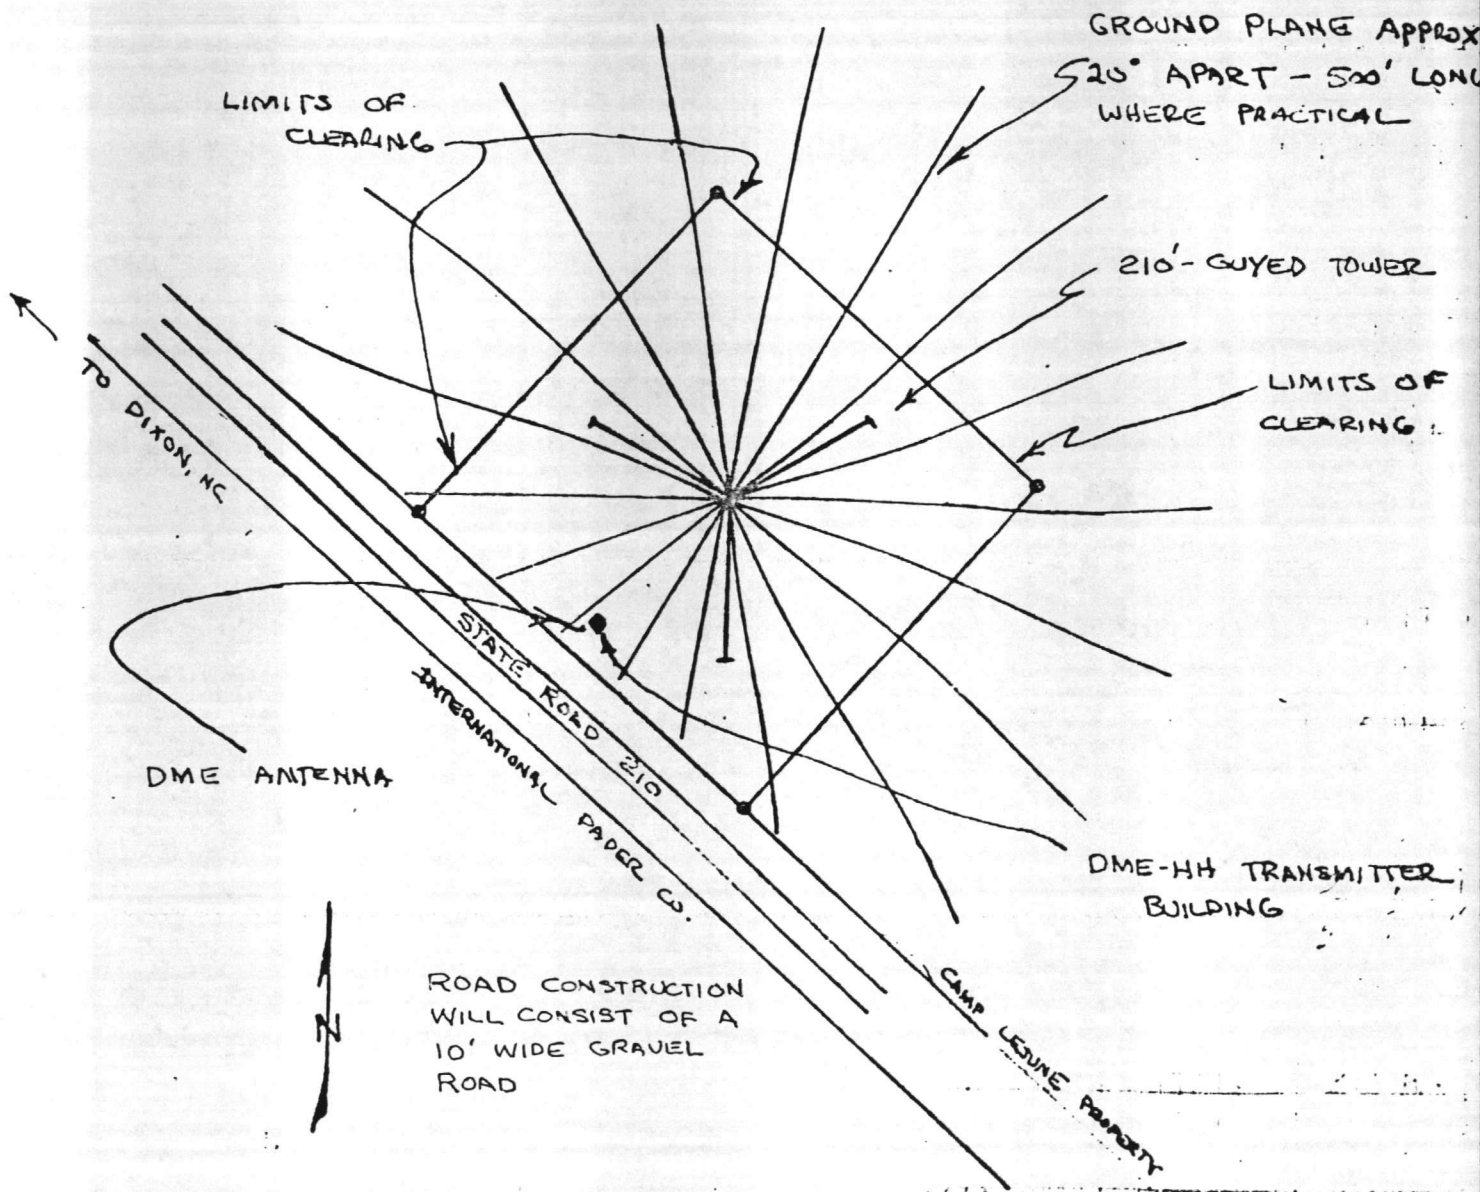 GROUND PLANE APPROX
20° APART - 500' LONG
WHERE PRACTICAL
LIMITS OF
CLEARING
210' - GUYED TOWER
LIMITS OF
CLEARING
TO
DIXON, NC
STATE ROAD 210
INTERNATIONAL PAPER CO
DME ANTENNA
DME-HH TRANSMITTER
BUILDING
N
ROAD CONSTRUCTION
WILL CONSIST OF A
10' WIDE GRAVEL
ROAD
CAMP LEJUNE PROPERTY